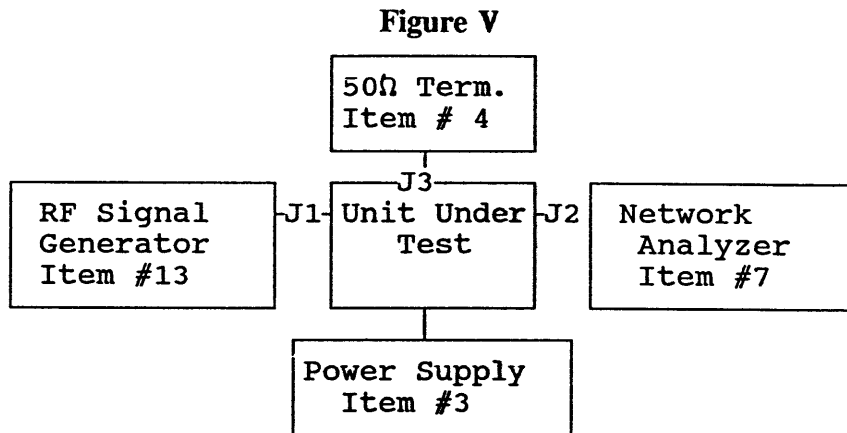 Figure V
50Ω Term.
Item # 4
J3
RF Signal
Generator
Item #13
J1
Unit Under
Test
J2
Network
Analyzer
Item #7
Power Supply
Item #3